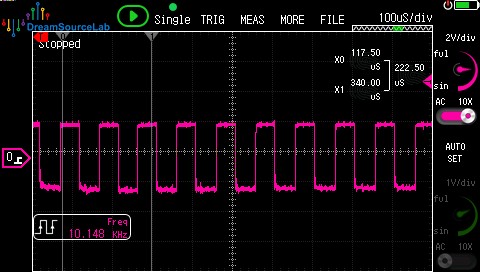 DreamSourceLab
Single TRIG MEAS MORE FILE 100uS/div
Stopped
2V/div
X0 117.50 uS
222.50 uS
X1 340.00 uS
ful
sin
AC 10X
0
AUTO SET
1V/div
ful
sin
AC 10X
Freq
10.148 KHz